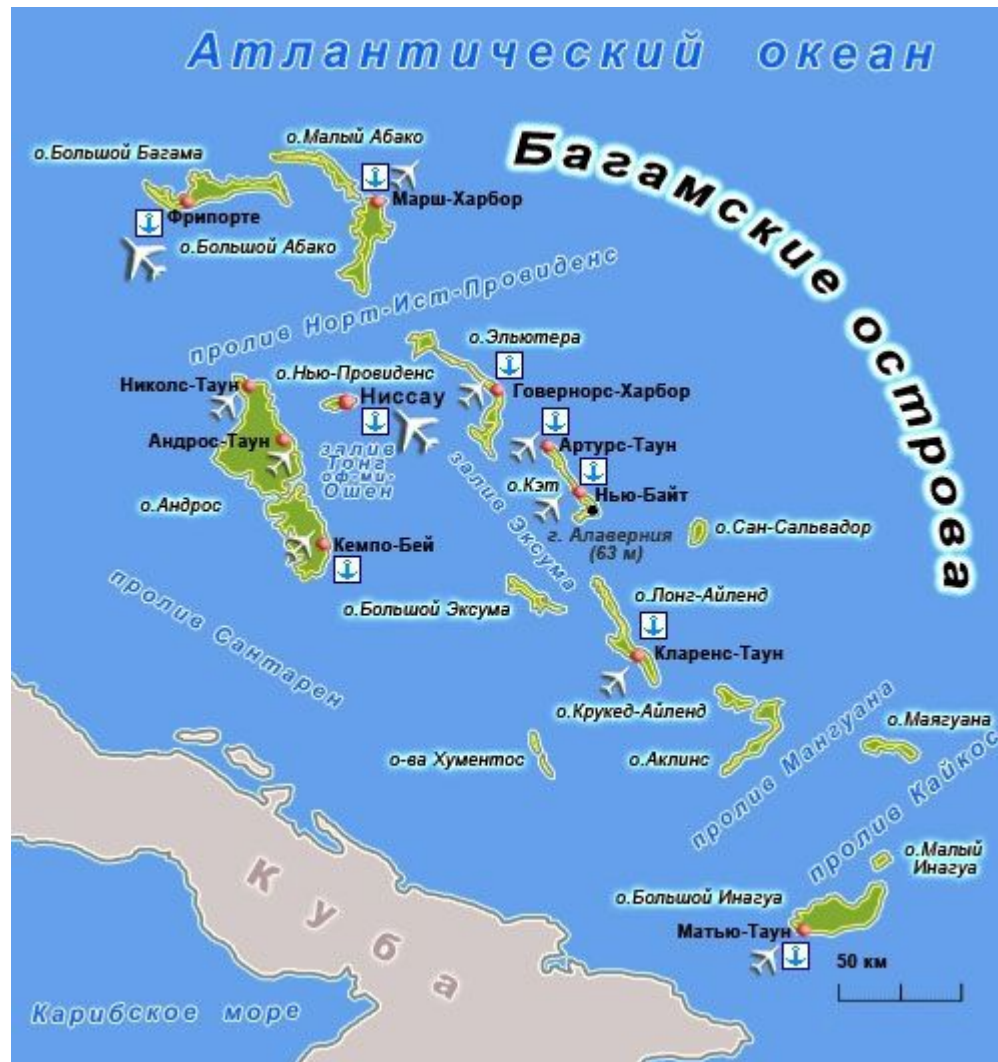 Атлантический океан
Багамские острова
о.Малый Абако
о.Большой Багама
Марш-Харбор
Фрипорте
о.Большой Абако
пролив Норт-Ист-Провиденс
о.Эльютера
о.Нью-Провиденс
Николс-Таун
Ниссау
Говернорс-Харбор
Андрос-Таун
залив
Тонг
оф-ми-
Ошен
Артурс-Таун
залив Эксума
о.Кэт
Нью-Байт
о.Андрос
г. Алаверния
(63 м)
о.Сан-Сальвадор
Кемпо-Бей
о.Большой Эксума
о.Лонг-Айленд
пролив Сантарен
Кларенс-Таун
о.Крукед-Айленд
о.Маягуана
о-ва Хументос
о.Аклинс
пролив Мангуана
пролив Кайкос
о.Малый
Инагуа
о.Большой Инагуа
Матью-Таун
50 км
Куба
Карибское море